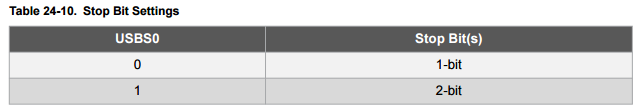 Table 24-10. Stop Bit Settings
USBS0 Stop Bit(s)
0 1-bit
1 2-bit